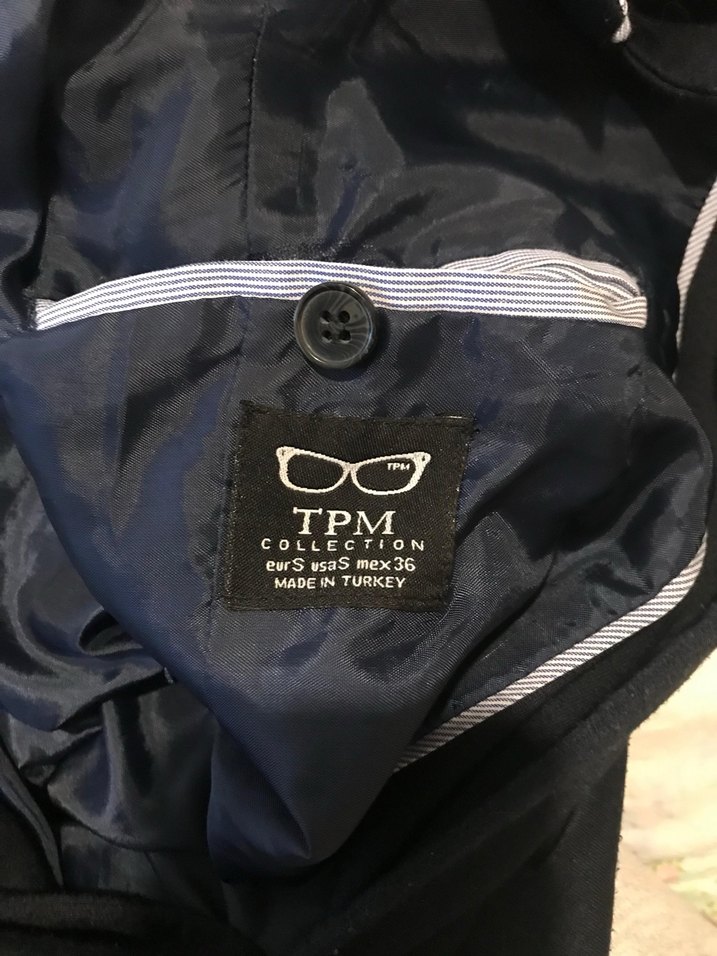 TPM
TPM
COLLECTION
eurS usaS mex36
MADE IN TURKEY